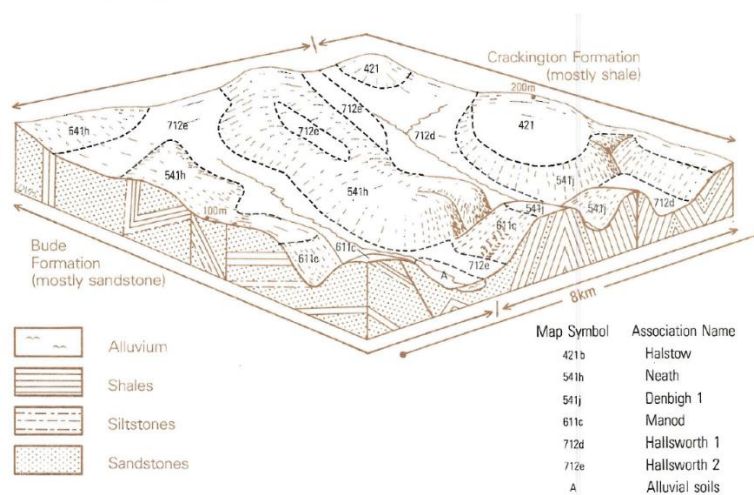 Crackington Formation
(mostly shale)
421
200m
712e
421
541h
712e
712e
712d
541h
541h
541j
541j
541j
712d
100m
611c
611c
611c
712e
A
Bude
Formation
(mostly sandstone)
8km
Alluvium
Shales
Siltstones
Sandstones
Map Symbol Association Name
421b Halstow
541h Neath
541j Denbigh 1
611c Manod
712d Hallsworth 1
712e Hallsworth 2
A Alluvial soils